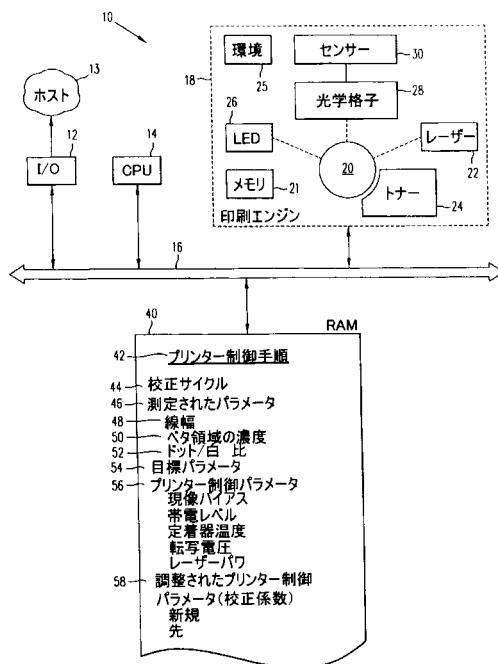 10
13
ホスト
12
I/O
14
CPU
18
環境
25
センサー
30
光学格子
28
26
LED
20
レーザー
22
メモリ
21
トナー
24
印刷エンジン
16
40
RAM
42 プリンター制御手順
44 校正サイクル
46 測定されたパラメータ
48 線幅
50 ベタ領域の濃度
52 ドット/白 比
54 目標パラメータ
56 プリンター制御パラメータ
現像バイアス
帯電レベル
定着器温度
転写電圧
レーザーパワ
58 調整されたプリンター制御
パラメータ(校正係数)
新規
先